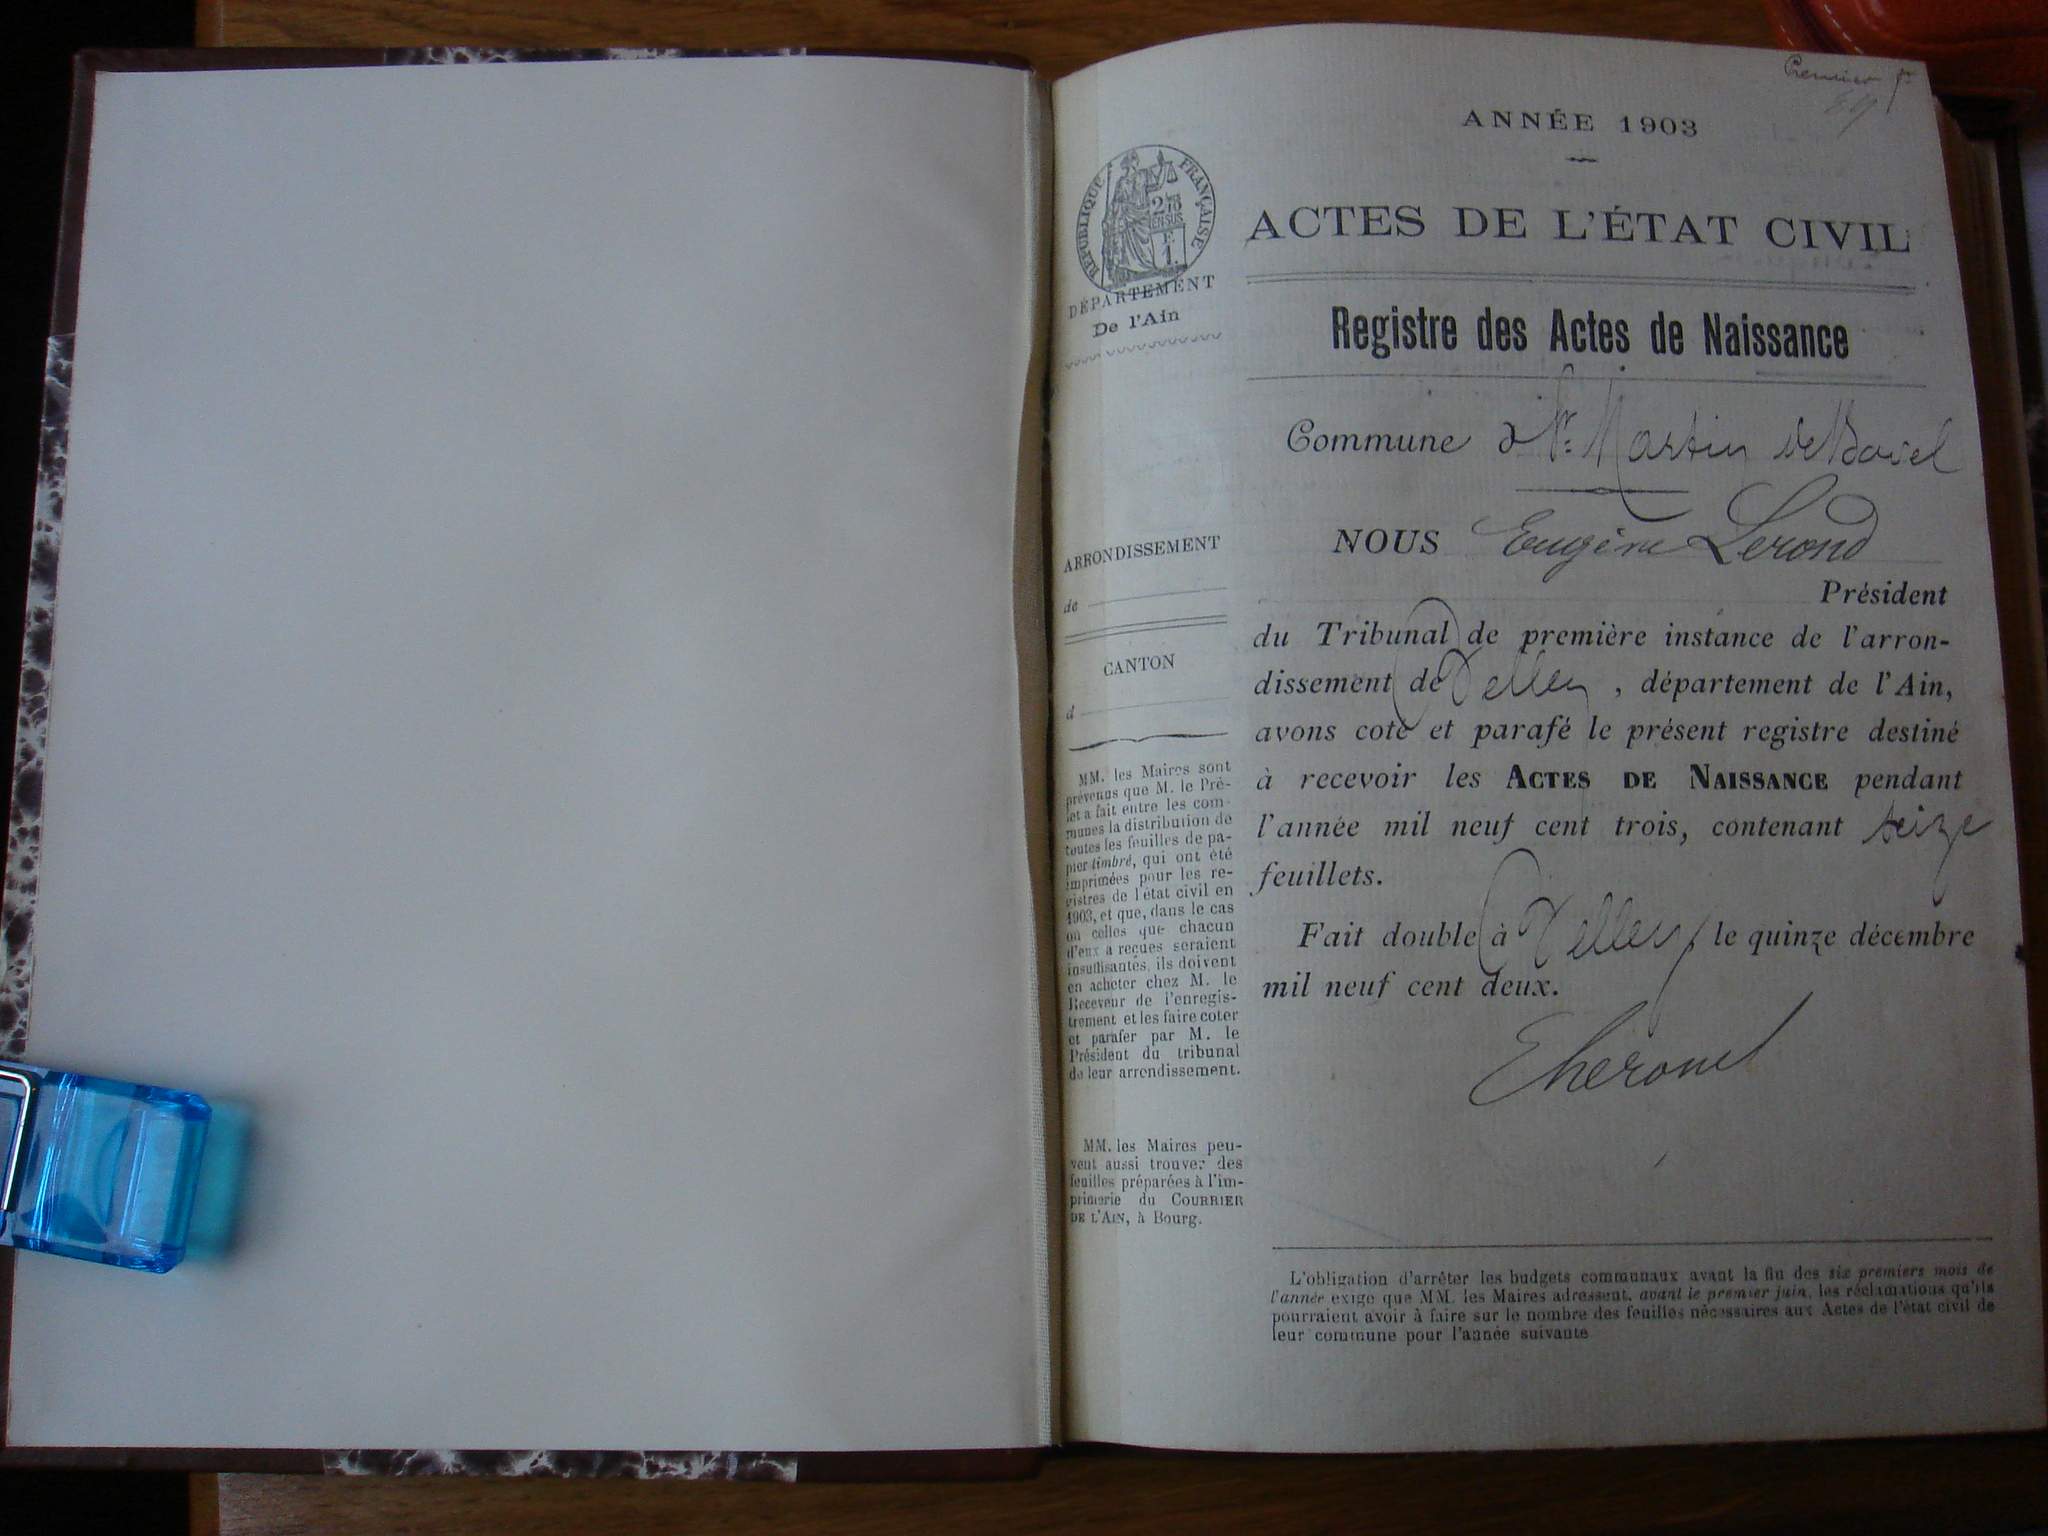 Premier
ANNÉE 1903
RÉPUBLIQUE FRANÇAISE
DÉPARTEMENT
De l'Ain
ACTES DE L'ÉTAT CIVIL
Registre des Actes de Naissance
Commune d St. Martin de Bavel
ARRONDISSEMENT
de
CANTON
d
MM. les Maires sont
prévenus que M. le Pré-
fet a fait entre les com-
munes la distribution de
toutes les feuilles de pa-
pier timbré, qui ont été
imprimées pour les re-
gistres de l'état civil en
1903, et que, dans le cas
où celles que chacun
d'eux a reçues seraient
insuffisantes, ils doivent
en acheter chez M. le
Receveur de l'enregis-
trement et les faire coter
et parafer par M. le
Président du tribunal
de leur arrondissement.
MM. les Maires peu-
vent aussi trouver des
feuilles préparées à l'im-
primerie du COURRIER
DE L'AIN, à Bourg.
NOUS Eugène
Président
du Tribunal de première instance de l'arron-
dissement de Belley, département de l'Ain,
avons coté et parafé le présent registre destiné
à recevoir les ACTES DE NAISSANCE pendant
l'année mil neuf cent trois, contenant seize
feuillets.
Fait double à Belley, le quinze décembre
mil neuf cent deux.
L'obligation d'arrêter les budgets communaux avant la fin des six premiers mois de
l'année exige que MM. les Maires adressent, avant le premier juin, les réclamations qu'ils
pourraient avoir à faire sur le nombre des feuilles nécessaires aux Actes de l'état civil de
leur commune pour l'année suivante